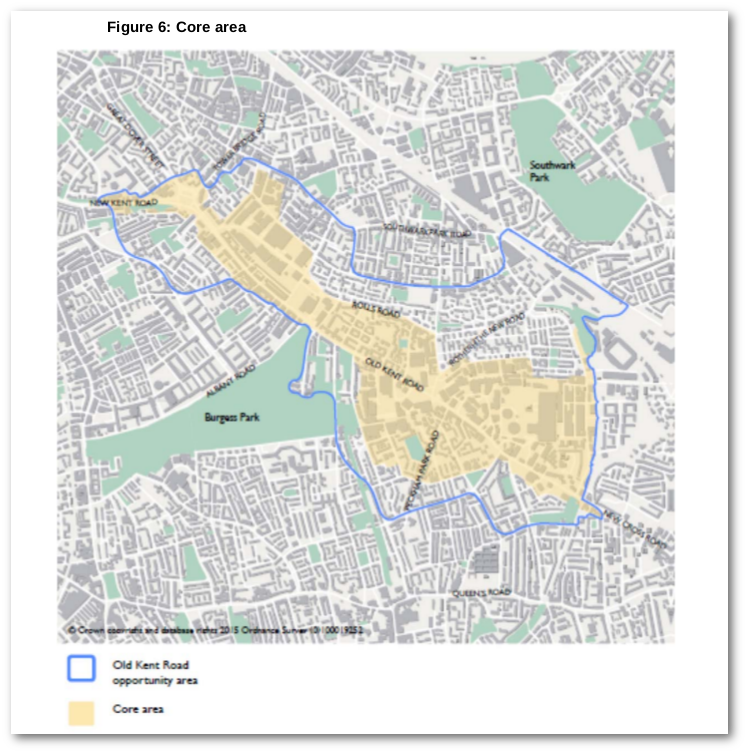 Figure 6: Core area
GREAT DOVER STREET
TOWER BRIDGE ROAD
Southwark
Park
NEW KENT ROAD
SOUTHWARK PARK ROAD
ROLLS ROAD
ROTHERHITHE NEW ROAD
OLD KENT ROAD
ALBANY ROAD
Burgess Park
PECKHAM PARK ROAD
NEW CROSS ROAD
QUEEN'S ROAD
© Crown copyright and database rights 2015 Ordnance Survey (0)100019252
Old Kent Road
opportunity area
Core area